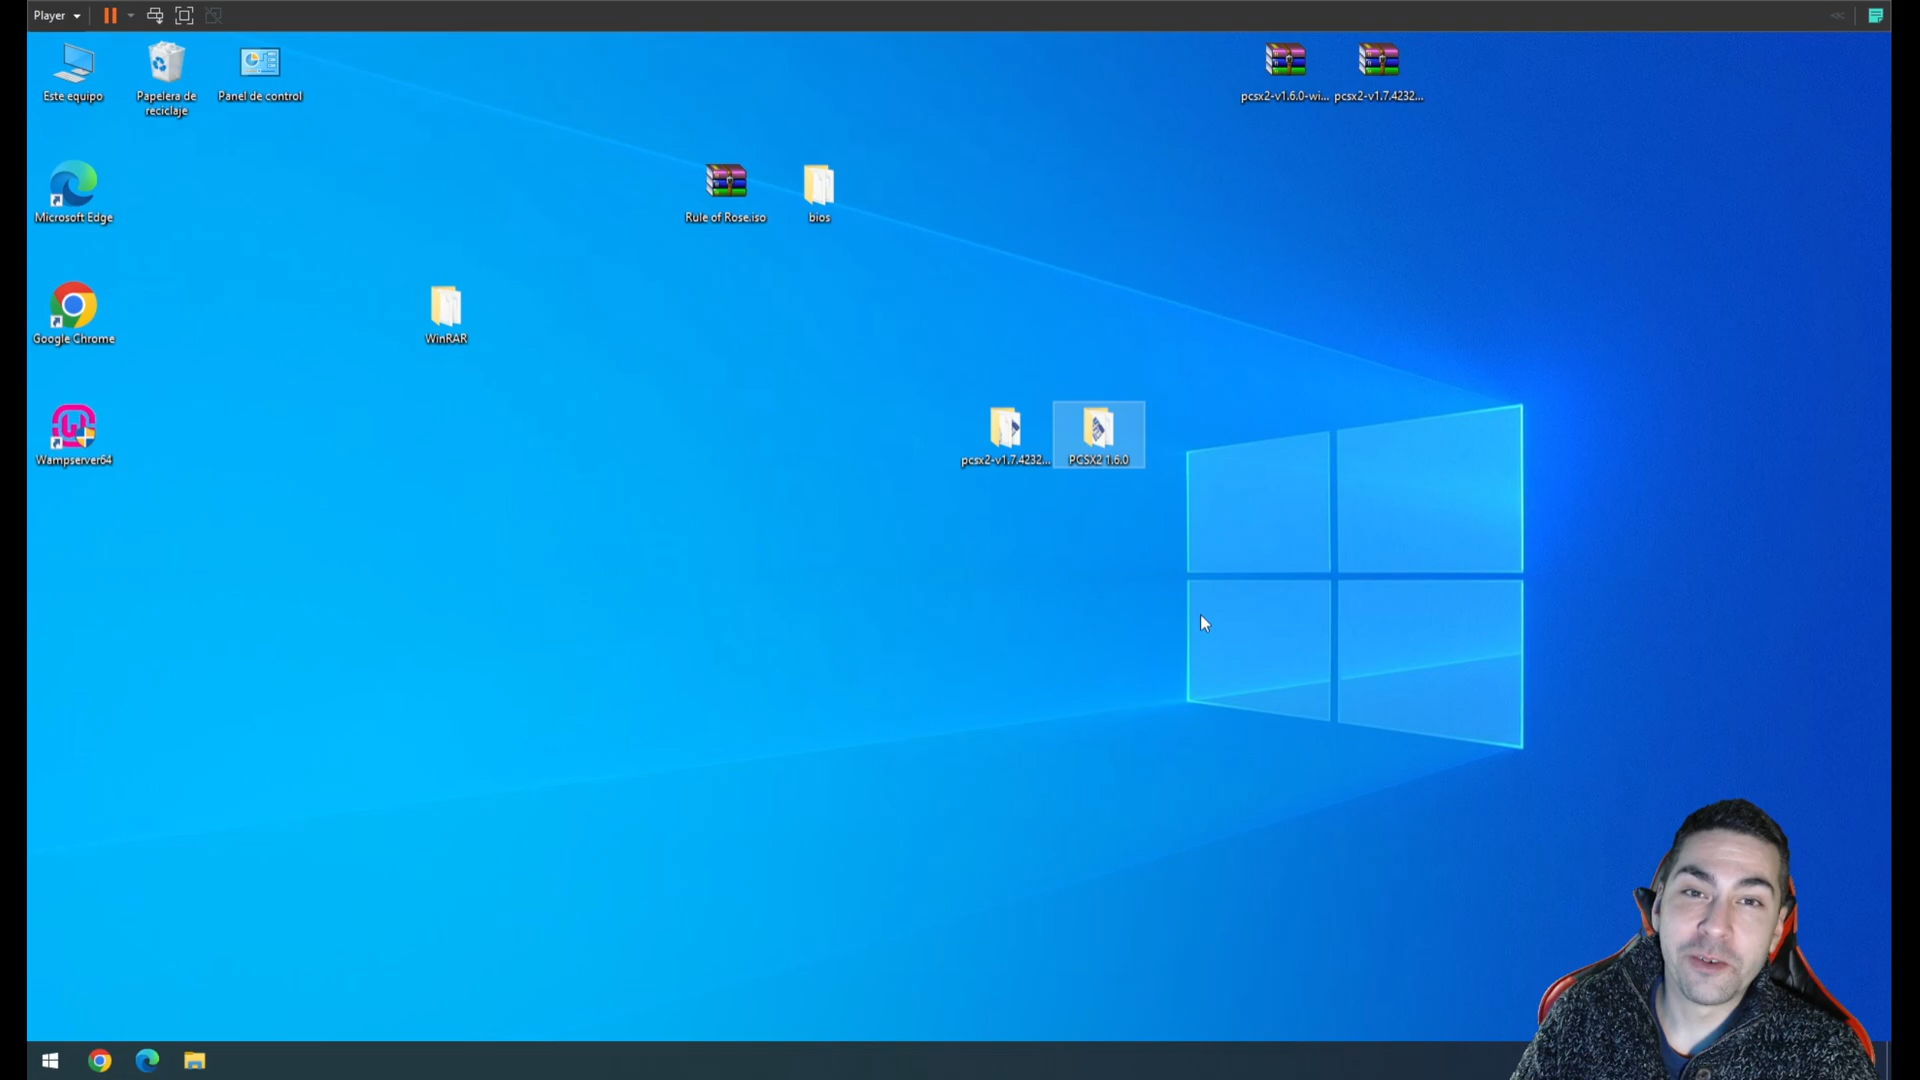 Player
Este equipo
Papelera de
reciclaje
Panel de control
pcsx2-v1.6.0-wi...
pcsx2-v1.7.4232...
Microsoft Edge
Rule of Rose.iso
bios
Google Chrome
WinRAR
Wampserver64
pcsx2-v1.7.4232...
PCSX2 1.6.0